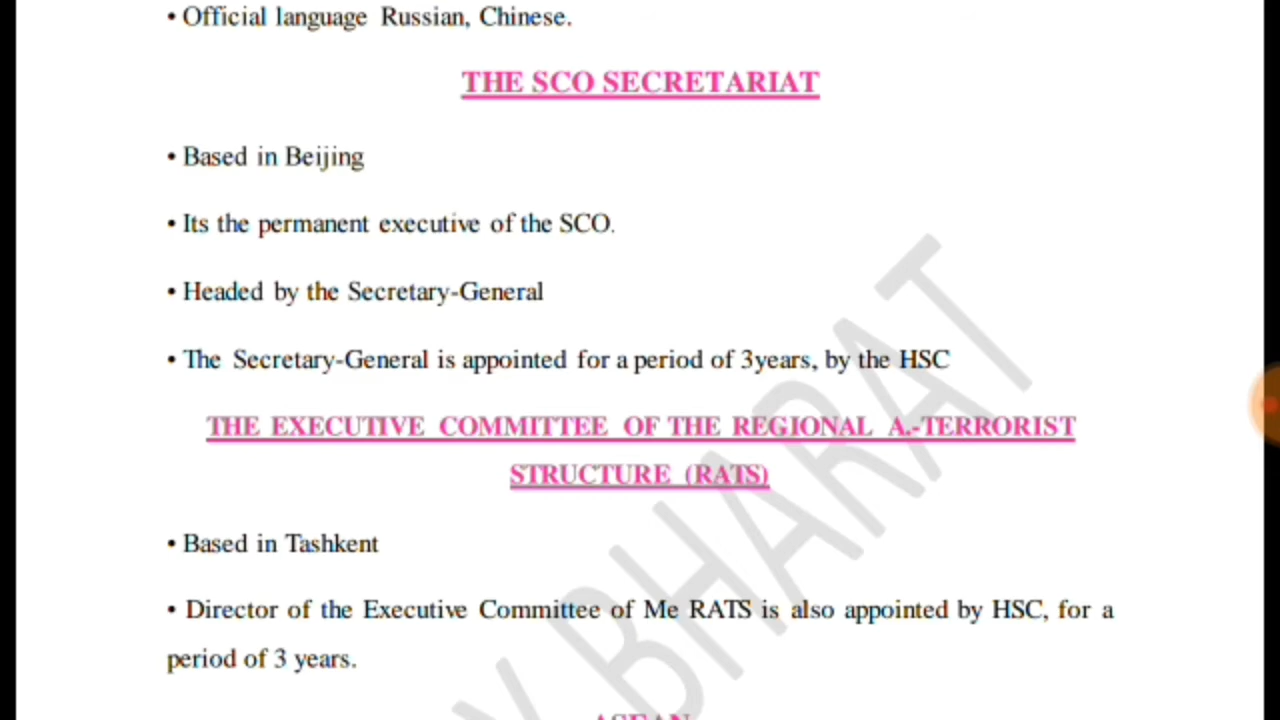 • Official language Russian, Chinese.
THE SCO SECRETARIAT
• Based in Beijing
• Its the permanent executive of the SCO.
• Headed by the Secretary-General
• The Secretary-General is appointed for a period of 3years, by the HSC
THE EXECUTIVE COMMITTEE OF THE REGIONAL A.-TERRORIST
STRUCTURE (RATS)
• Based in Tashkent
• Director of the Executive Committee of Me RATS is also appointed by HSC, for a
period of 3 years.
ASEAN
Y BHARAT